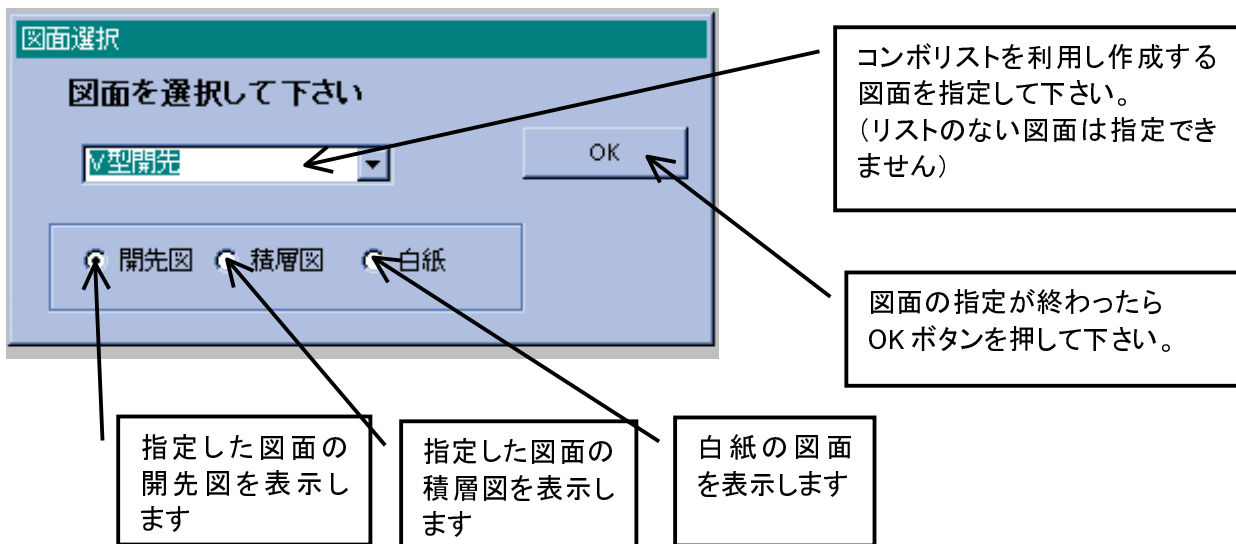 図面選択
図面を選択して下さい
V型開先
OK
開先図
積層図
白紙
コンボリストを利用し作成する
図面を指定して下さい。
(リストのない図面は指定でき
ません)
図面の指定が終わったら
OK ボタンを押して下さい。
指定した図面の
開先図を表示し
ます
指定した図面の
積層図を表示し
ます
白紙の図面
を表示します